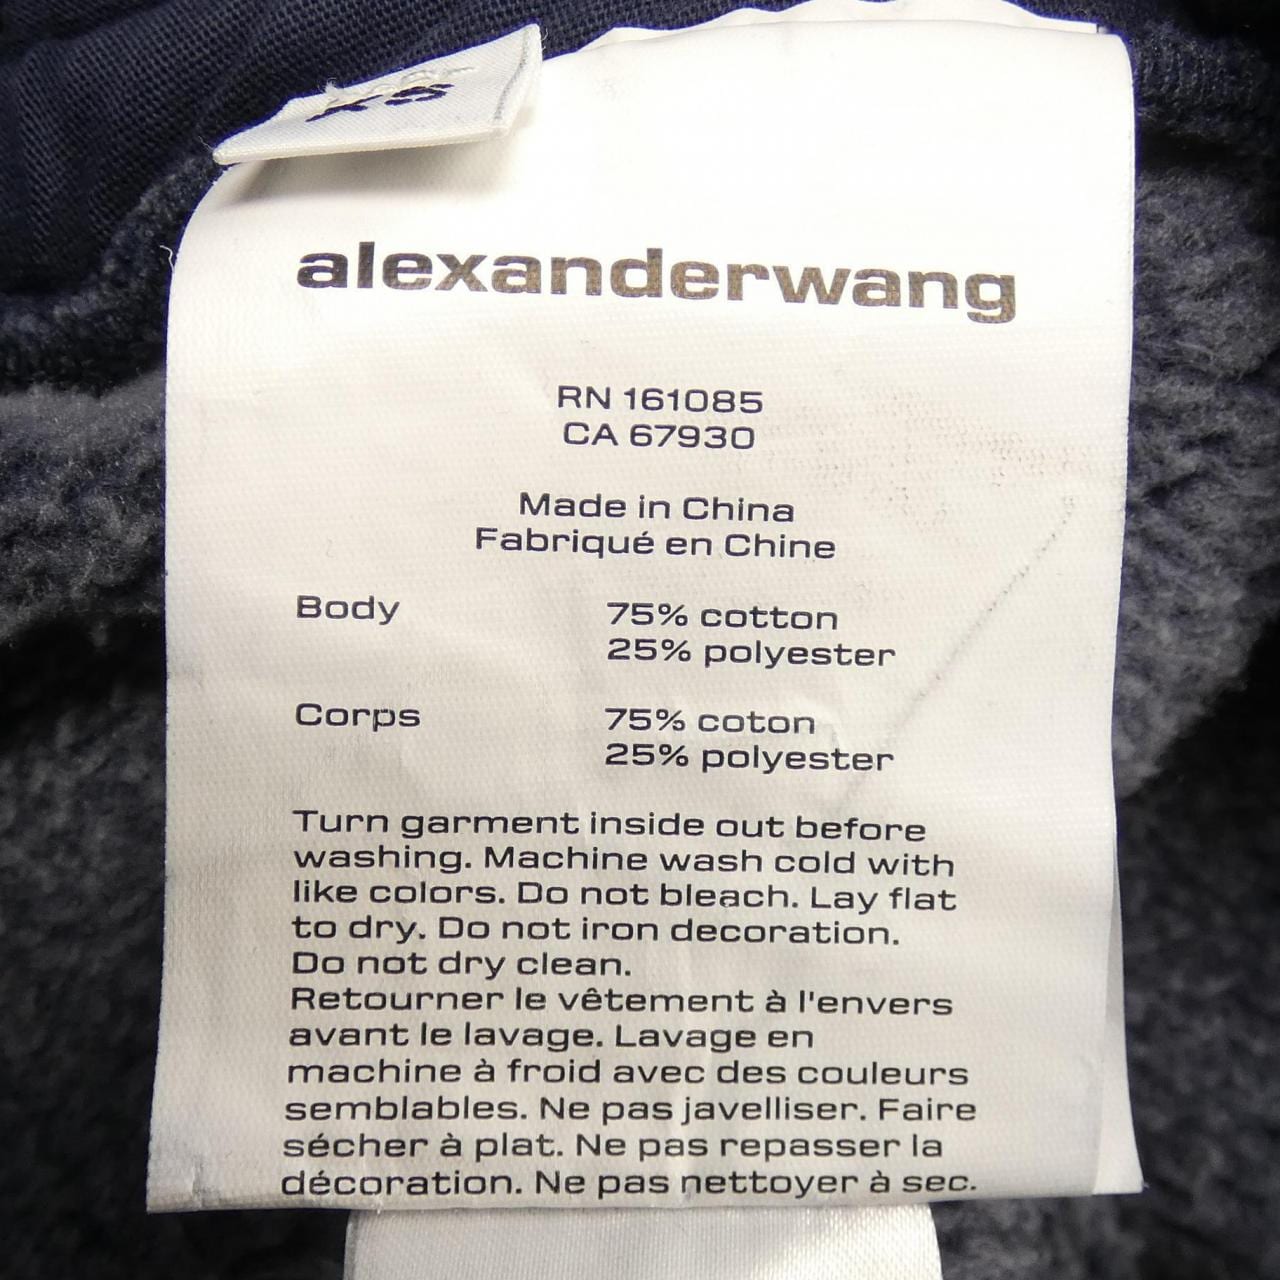 XS
alexanderwang
RN 161085
CA 67930
Made in China
Fabriqué en Chine
Body 75% cotton
25% polyester
Corps 75% coton
25% polyester
Turn garment inside out before
washing. Machine wash cold with
like colors. Do not bleach. Lay flat
to dry. Do not iron decoration.
Do not dry clean.
Retourner le vêtement à l'envers
avant le lavage. Lavage en
machine à froid avec des couleurs
semblables. Ne pas javelliser. Faire
sécher à plat. Ne pas repasser la
décoration. Ne pas nettoyer à sec.